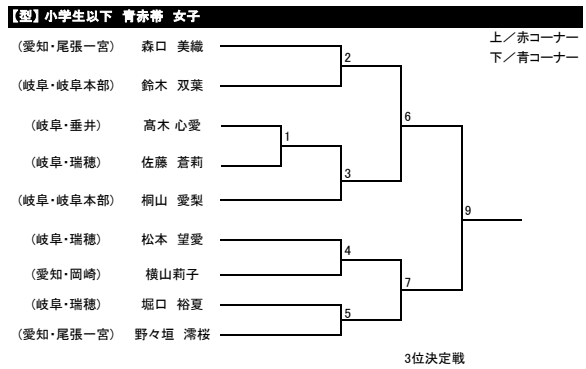 【型】 小学生以下 青赤帯 女子
上／赤コーナー
下／青コーナー
(愛知・尾張一宮) 森口 美織
2
(岐阜・岐阜本部) 鈴木 双葉
6
(岐阜・垂井) 髙木 心愛
1
(岐阜・瑞穂) 佐藤 蒼莉
3
(岐阜・岐阜本部) 桐山 愛梨
9
(岐阜・瑞穂) 松本 望愛
4
(愛知・岡崎) 横山莉子
7
(岐阜・瑞穂) 堀口 裕夏
5
(愛知・尾張一宮) 野々垣 澪桜
3位決定戦